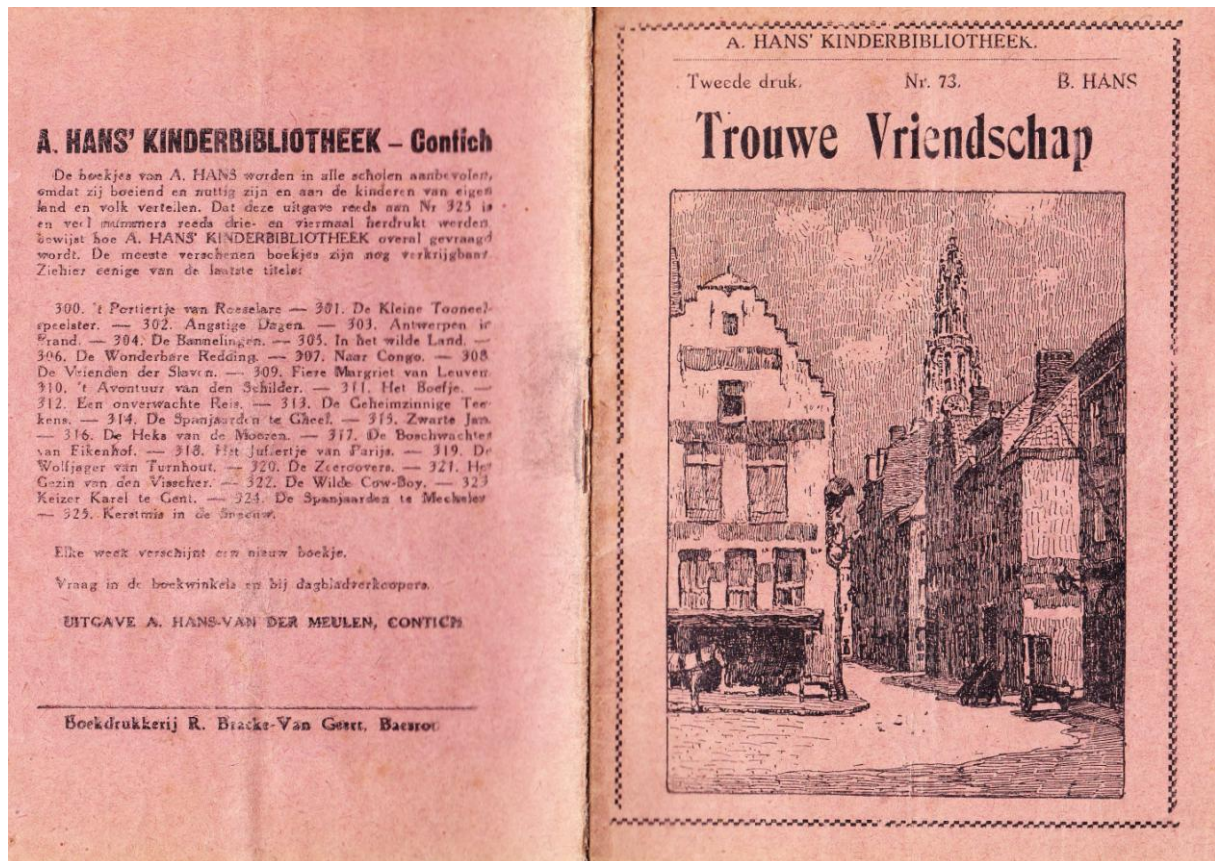 A. HANS' KINDERBIBLIOTHEEK – Contich
De boekjes van A. HANS worden in alle scholen aanbevolen,
omdat zij boeiend en nuttig zijn en aan de kinderen van eigen
land en volk vertellen. Dat deze uitgave reeds aan Nr 325 is
en veel nummers reeds drie- en viermaal herdrukt werden
bewijst hoe A. HANS' KINDERBIBLIOTHEEK overal gevraagd
wordt. De meeste verschenen boekjes zijn nog verkrijgbaar.
Ziehier eenige van de laatste titels:
300. 't Portiertje van Roeselare — 301. De Kleine Tooneel-
speelster. — 302. Angstige Dagen. — 303. Antwerpen in
Brand. — 304. De Bannelingen. — 305. In het wilde Land. —
306. De Wonderbare Redding. — 307. Naar Congo. — 308
De Vrienden der Slaven. — 309. Fiere Margriet van Leuven
310. 't Avontuur van den Schilder. — 311. Het Boefje. —
312. Een onverwachte Reis. — 313. De Geheimzinnige Tee-
kens. — 314. De Spanjaarden te Gheel. — 315. Zwarte Jan.
— 316. De Heks van de Mooren. — 317. De Boschwachter
van Eikenhof. — 318. Het Juffertje van Parijs. — 319. De
Wolfjager van Turnhout. — 320. De Zeeroovers. — 321. Het
Gezin van den Visscher. — 322. De Wilde Cow-Boy. — 323
Keizer Karel te Gent. — 324. De Spanjaarden te Mechelen
— 325. Kerstmis in de Sneeuw.
Elke week verschijnt een nieuw boekje.
Vraag in de boekwinkels en bij dagbladverkoopers.
UITGAVE A. HANS-VAN DER MEULEN, CONTICH
Boekdrukkerij R. Bracke-Van Geert, Baesrode
A. HANS' KINDERBIBLIOTHEEK.
Tweede druk. Nr. 73. B. HANS
Trouwe Vriendschap